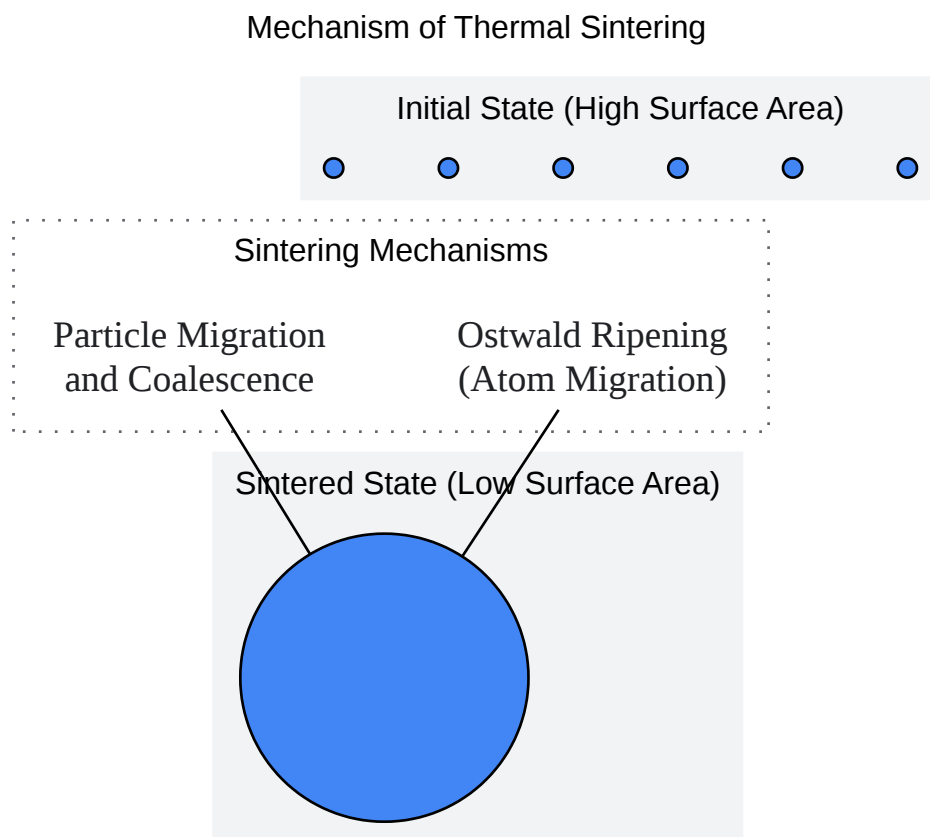 Mechanism of Thermal Sintering
Initial State (High Surface Area)
Sintering Mechanisms
Particle Migration
and Coalescence
Ostwald Ripening
(Atom Migration)
Sintered State (Low Surface Area)